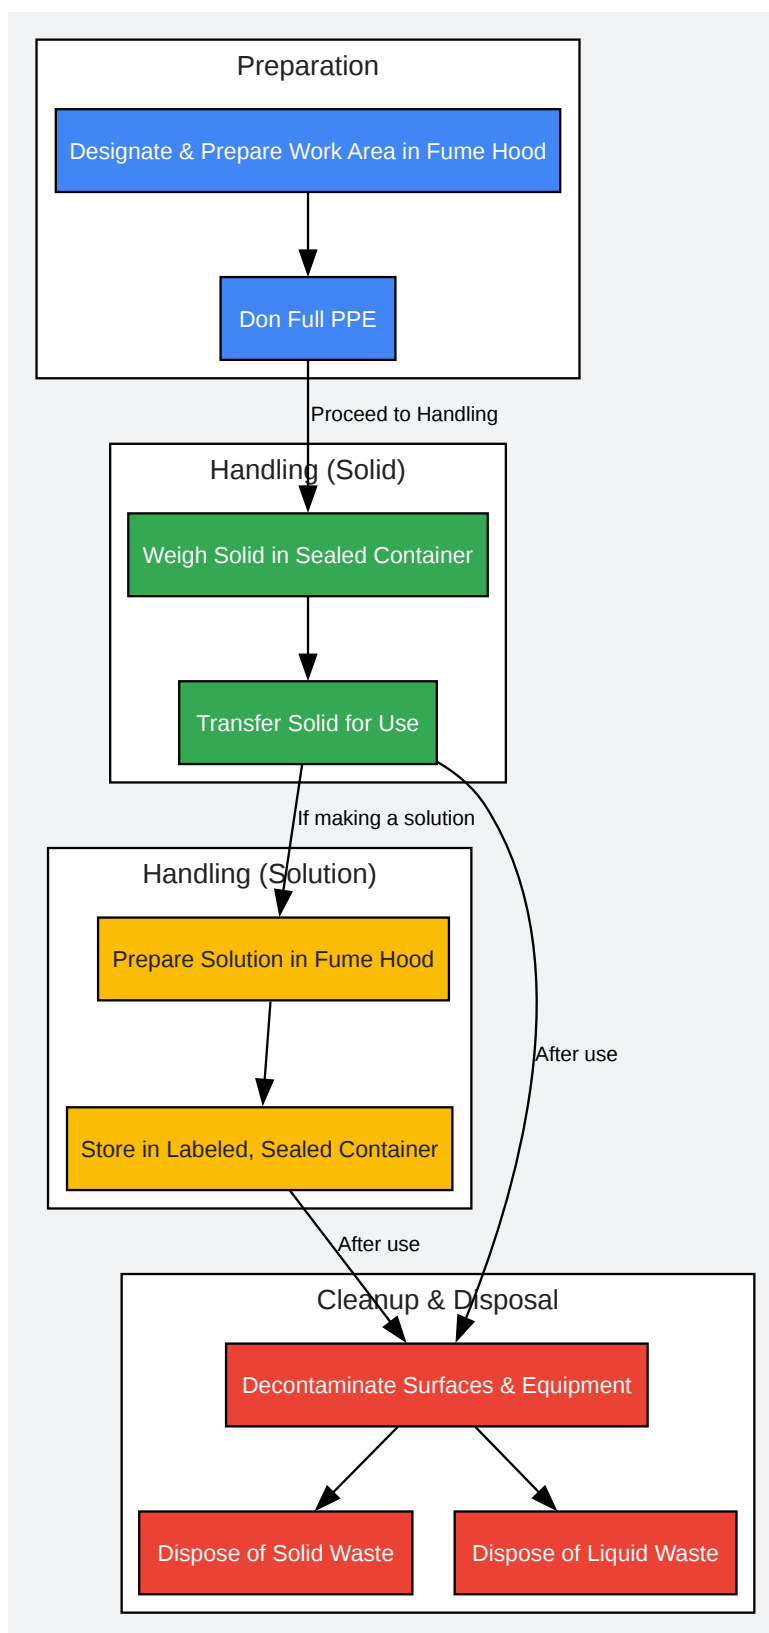 Preparation
Designate & Prepare Work Area in Fume Hood
Don Full PPE
Proceed to Handling
Handling (Solid)
Weigh Solid in Sealed Container
Transfer Solid for Use
If making a solution
Handling (Solution)
Prepare Solution in Fume Hood
After use
Store in Labeled, Sealed Container
After use
Cleanup & Disposal
Decontaminate Surfaces & Equipment
Dispose of Solid Waste
Dispose of Liquid Waste